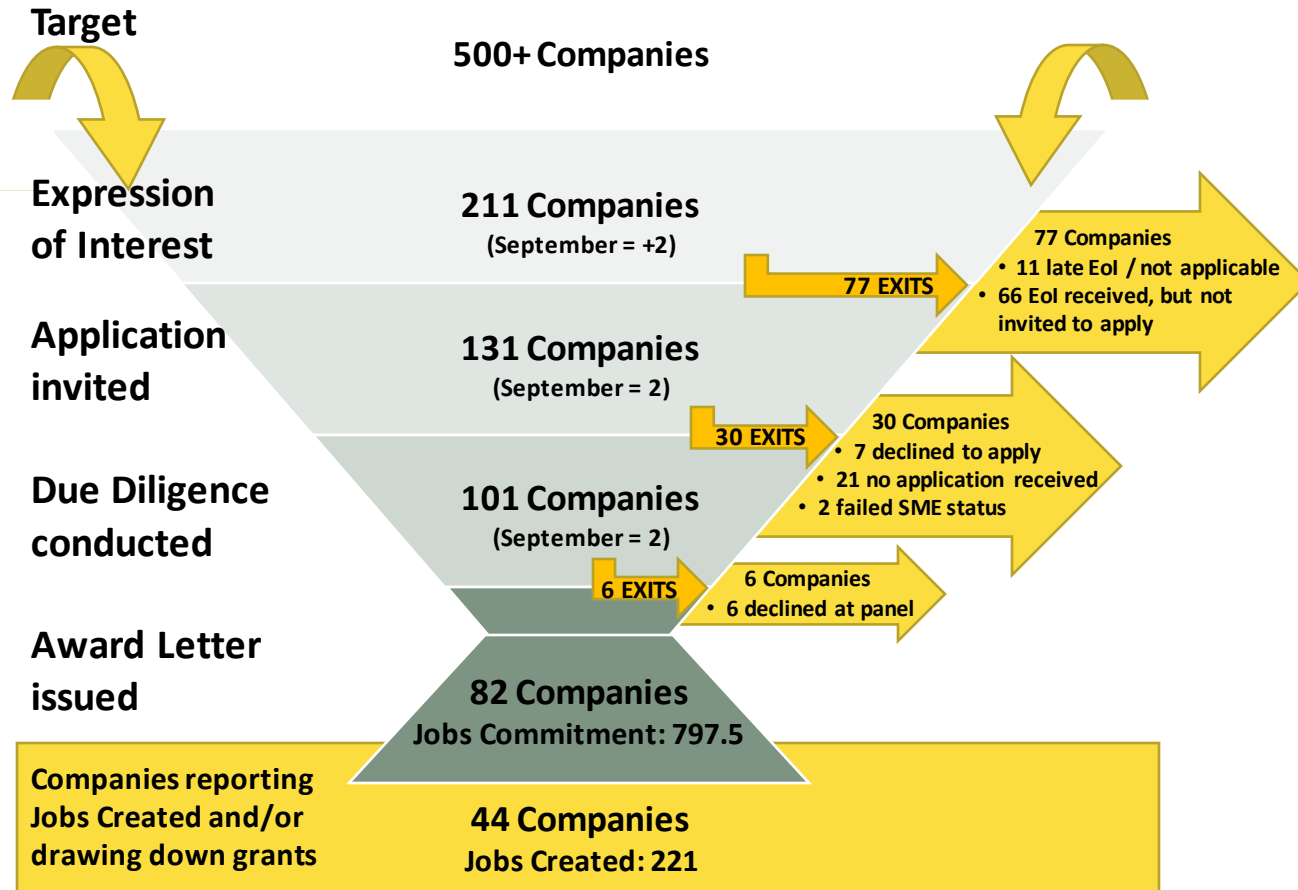 Target
500+ Companies
Expression
of Interest
211 Companies
(September = +2)
77 EXITS
77 Companies
• 11 late EoI / not applicable
• 66 EoI received, but not
invited to apply
Application
invited
131 Companies
(September = 2)
30 EXITS
30 Companies
• 7 declined to apply
• 21 no application received
• 2 failed SME status
Due Diligence
conducted
101 Companies
(September = 2)
6 EXITS
6 Companies
• 6 declined at panel
Award Letter
issued
82 Companies
Jobs Commitment: 797.5
Companies reporting
Jobs Created and/or
drawing down grants
44 Companies
Jobs Created: 221